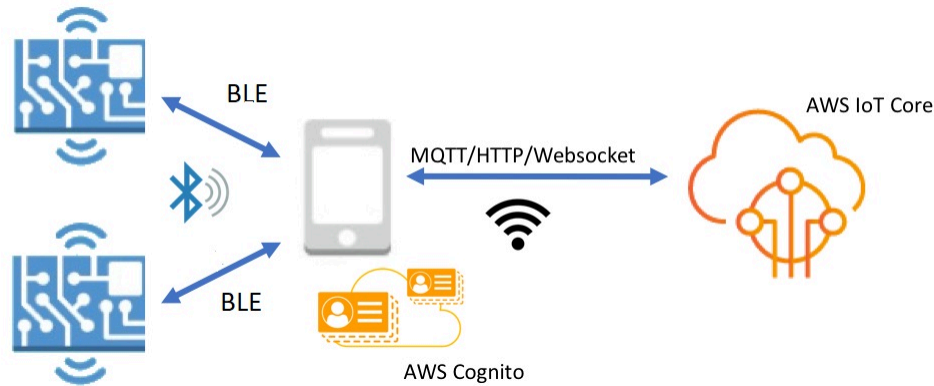 BLE
AWS IoT Core
MQTT/HTTP/Websocket
BLE
AWS Cognito